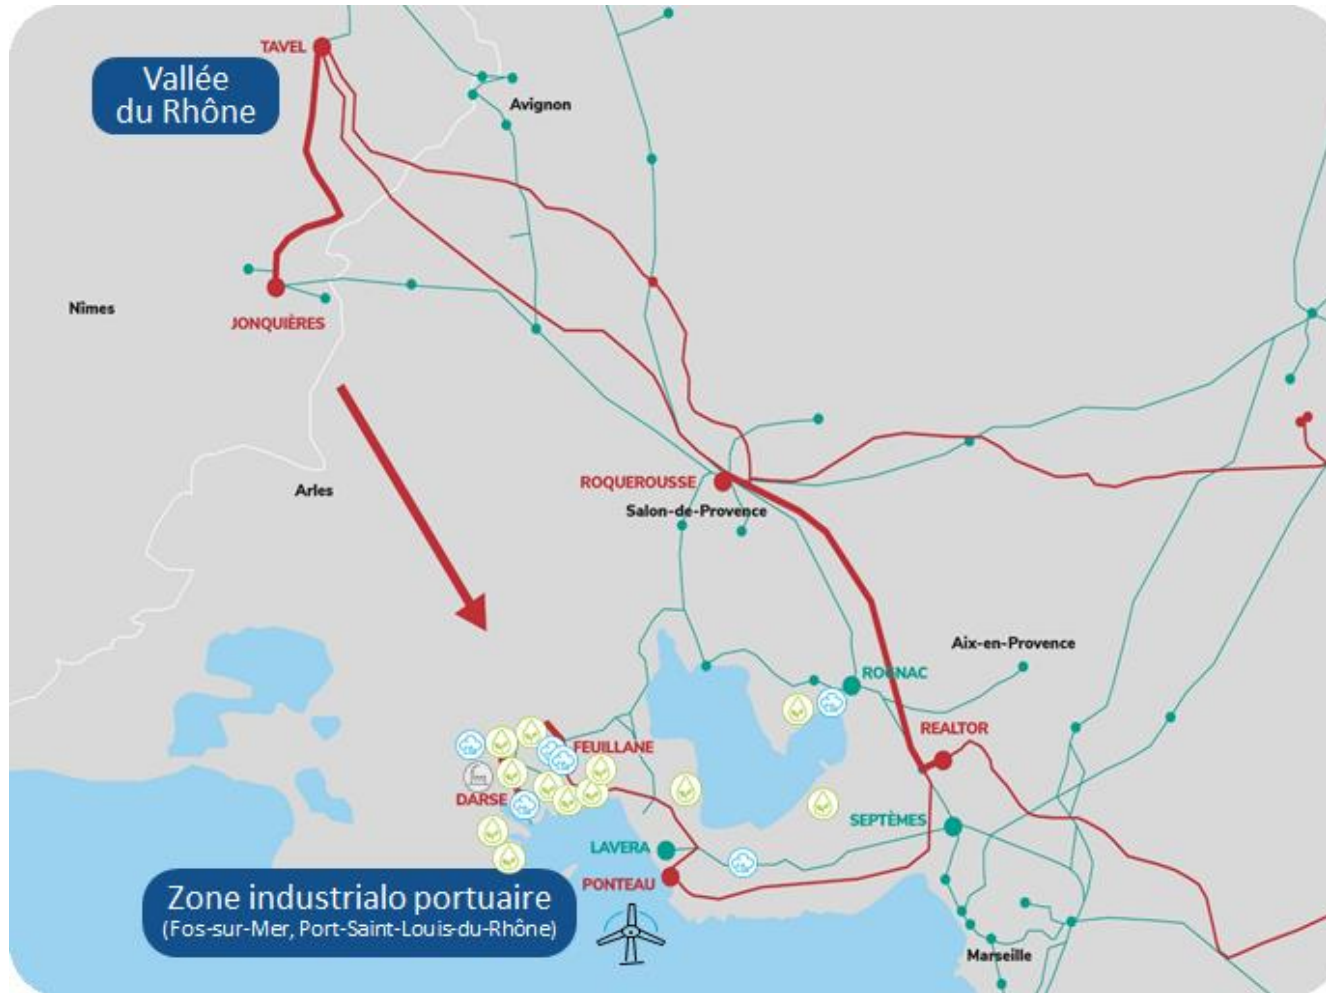 TAVEL
Vallée
du Rhône
Avignon
Nîmes
JONQUIÈRES
Arles
ROQUEROUSSE
Salon-de-Provence
Aix-en-Provence
ROGNAC
REALTOR
FEUILLANE
DARSE
SEPTÈMES
LAVERA
PONTEAU
Zone industrialo portuaire
(Fos-sur-Mer, Port-Saint-Louis-du-Rhône)
Marseille